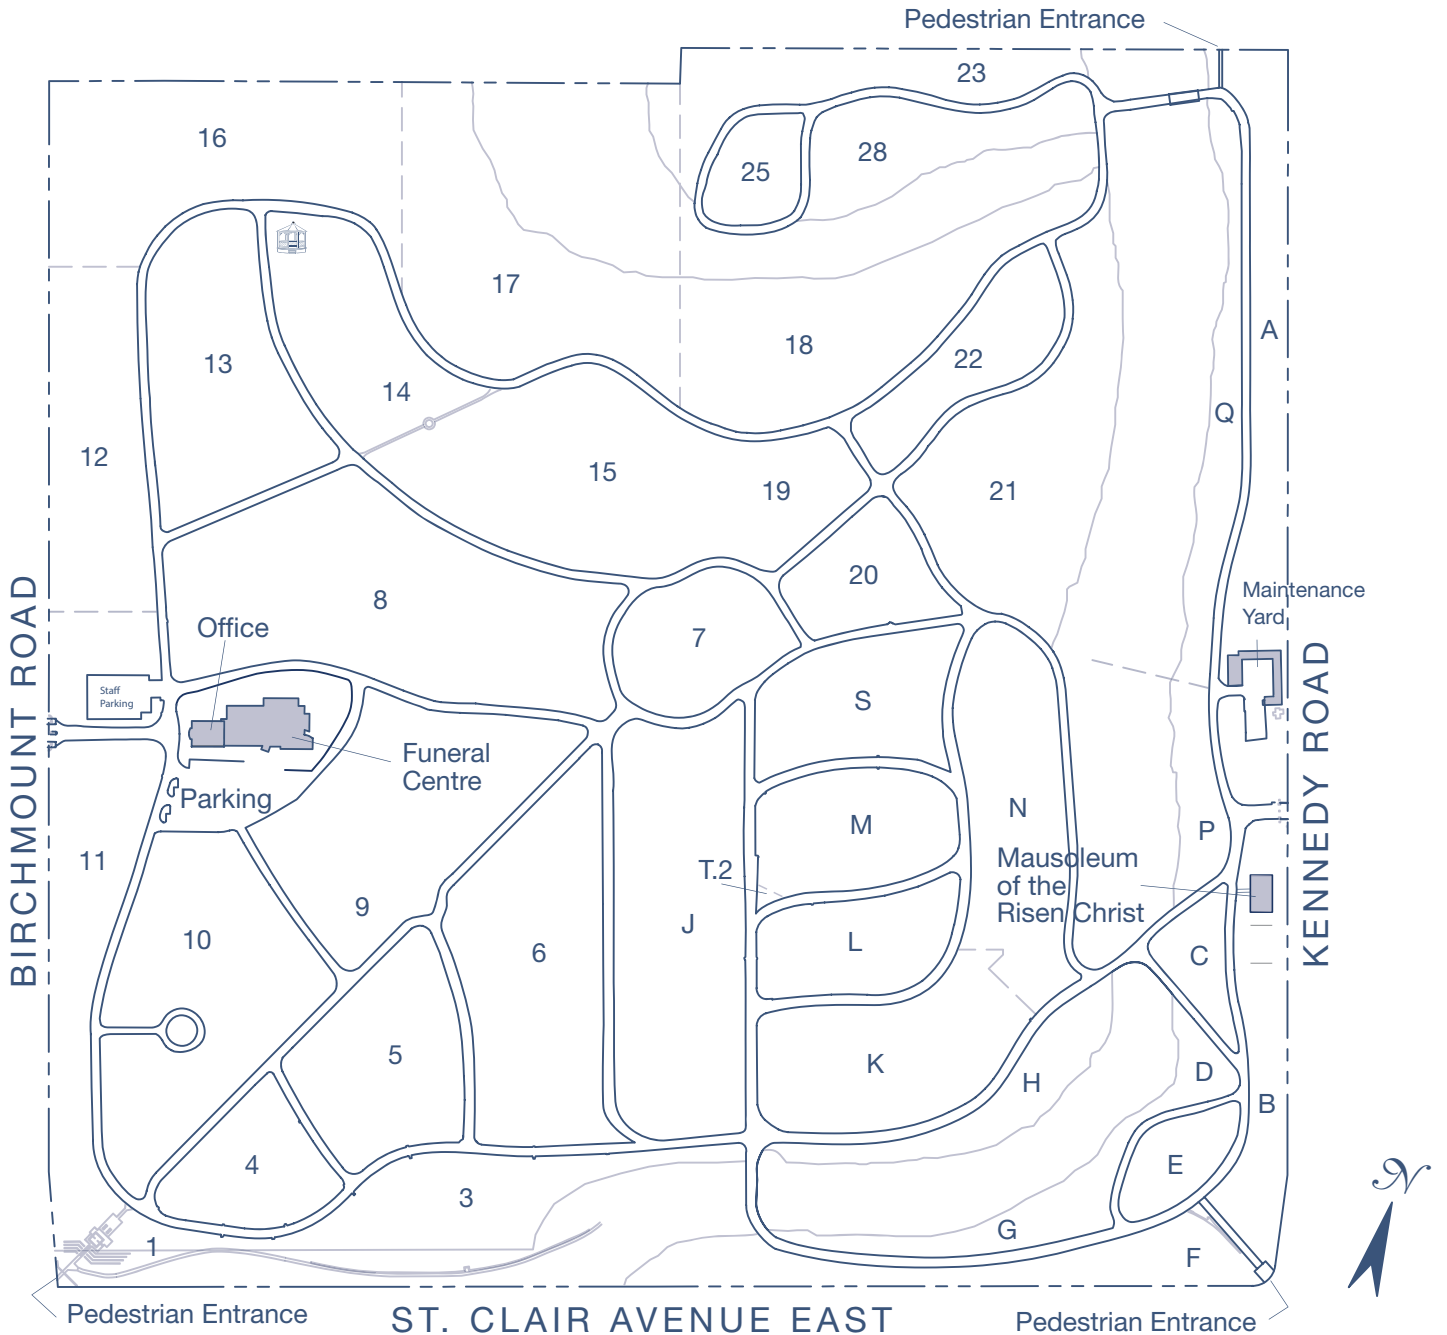 Pedestrian Entrance
23
16
28
25
17
A
18
22
13
14
Q
12
15
19
21
20
Maintenance
Yard
8
Office
7
BIRCHMOUNT ROAD
KENNEDY ROAD
Staff
Parking
S
Funeral
Centre
Parking
N
M
P
11
Mausoleum
of the
Risen Christ
T.2
9
J
10
L
6
C
5
K
H
D
B
4
E
3
G
1
F
N
Pedestrian Entrance
ST. CLAIR AVENUE EAST
Pedestrian Entrance